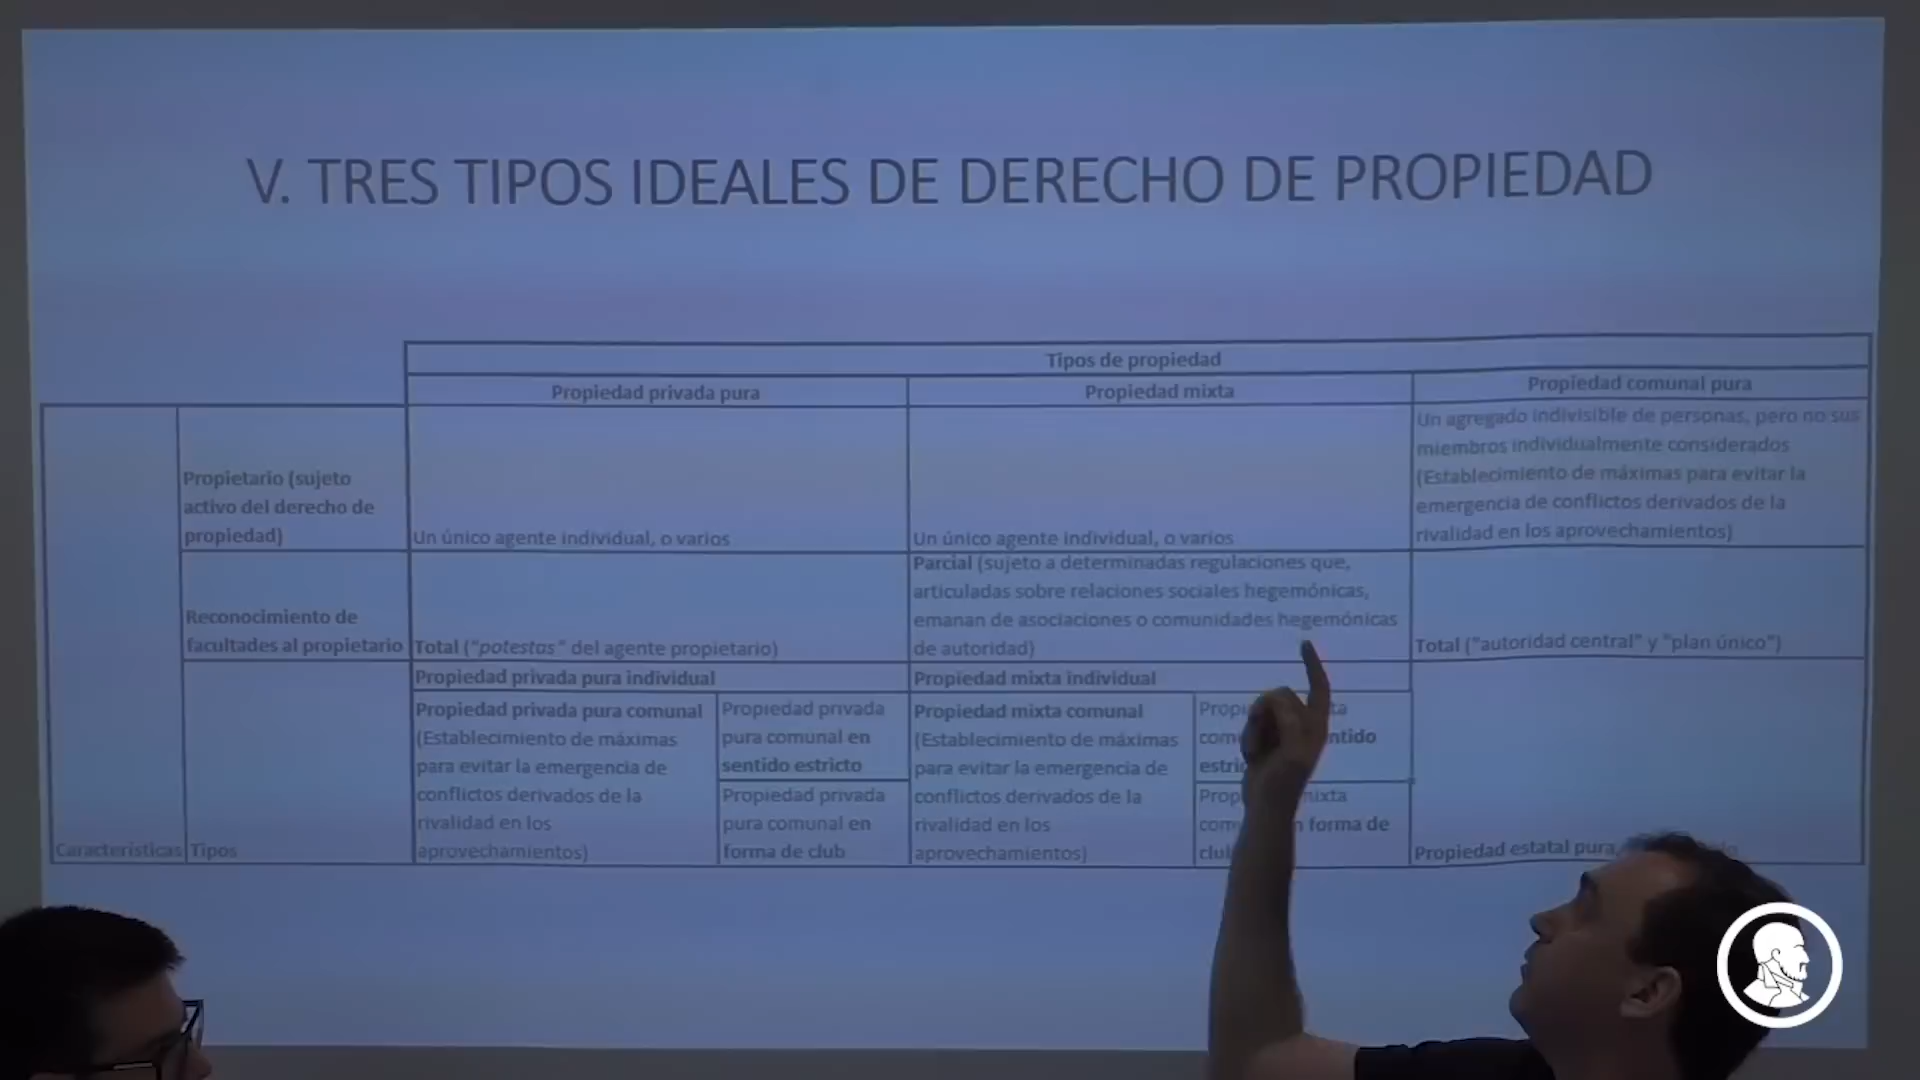 V. TRES TIPOS IDEALES DE DERECHO DE PROPIEDAD
Tipos de propiedad
Propiedad privada pura
Propiedad mixta
Propiedad comunal pura
Propietario (sujeto
activo del derecho de
propiedad)
Un único agente individual, o varios
Un único agente individual, o varios
Un agregado indivisible de personas, pero no sus
miembros individualmente considerados
(Establecimiento de máximas para evitar la
emergencia de conflictos derivados de la
rivalidad en los aprovechamientos)
Reconocimiento de
facultades al propietario
Total ("potestas" del agente propietario)
Parcial (sujeto a determinadas regulaciones que,
articuladas sobre relaciones sociales hegemónicas,
emanan de asociaciones o comunidades hegemónicas
de autoridad)
Total ("autoridad central" y "plan único")
Características
Tipos
Propiedad privada pura individual
Propiedad privada pura comunal
(Establecimiento de máximas
para evitar la emergencia de
conflictos derivados de la
rivalidad en los
aprovechamientos)
Propiedad privada
pura comunal en
sentido estricto
Propiedad privada
pura comunal en
forma de club
Propiedad mixta individual
Propiedad mixta comunal
(Establecimiento de máximas
para evitar la emergencia de
conflictos derivados de la
rivalidad en los
aprovechamientos)
forma de
Propiedad estatal pura